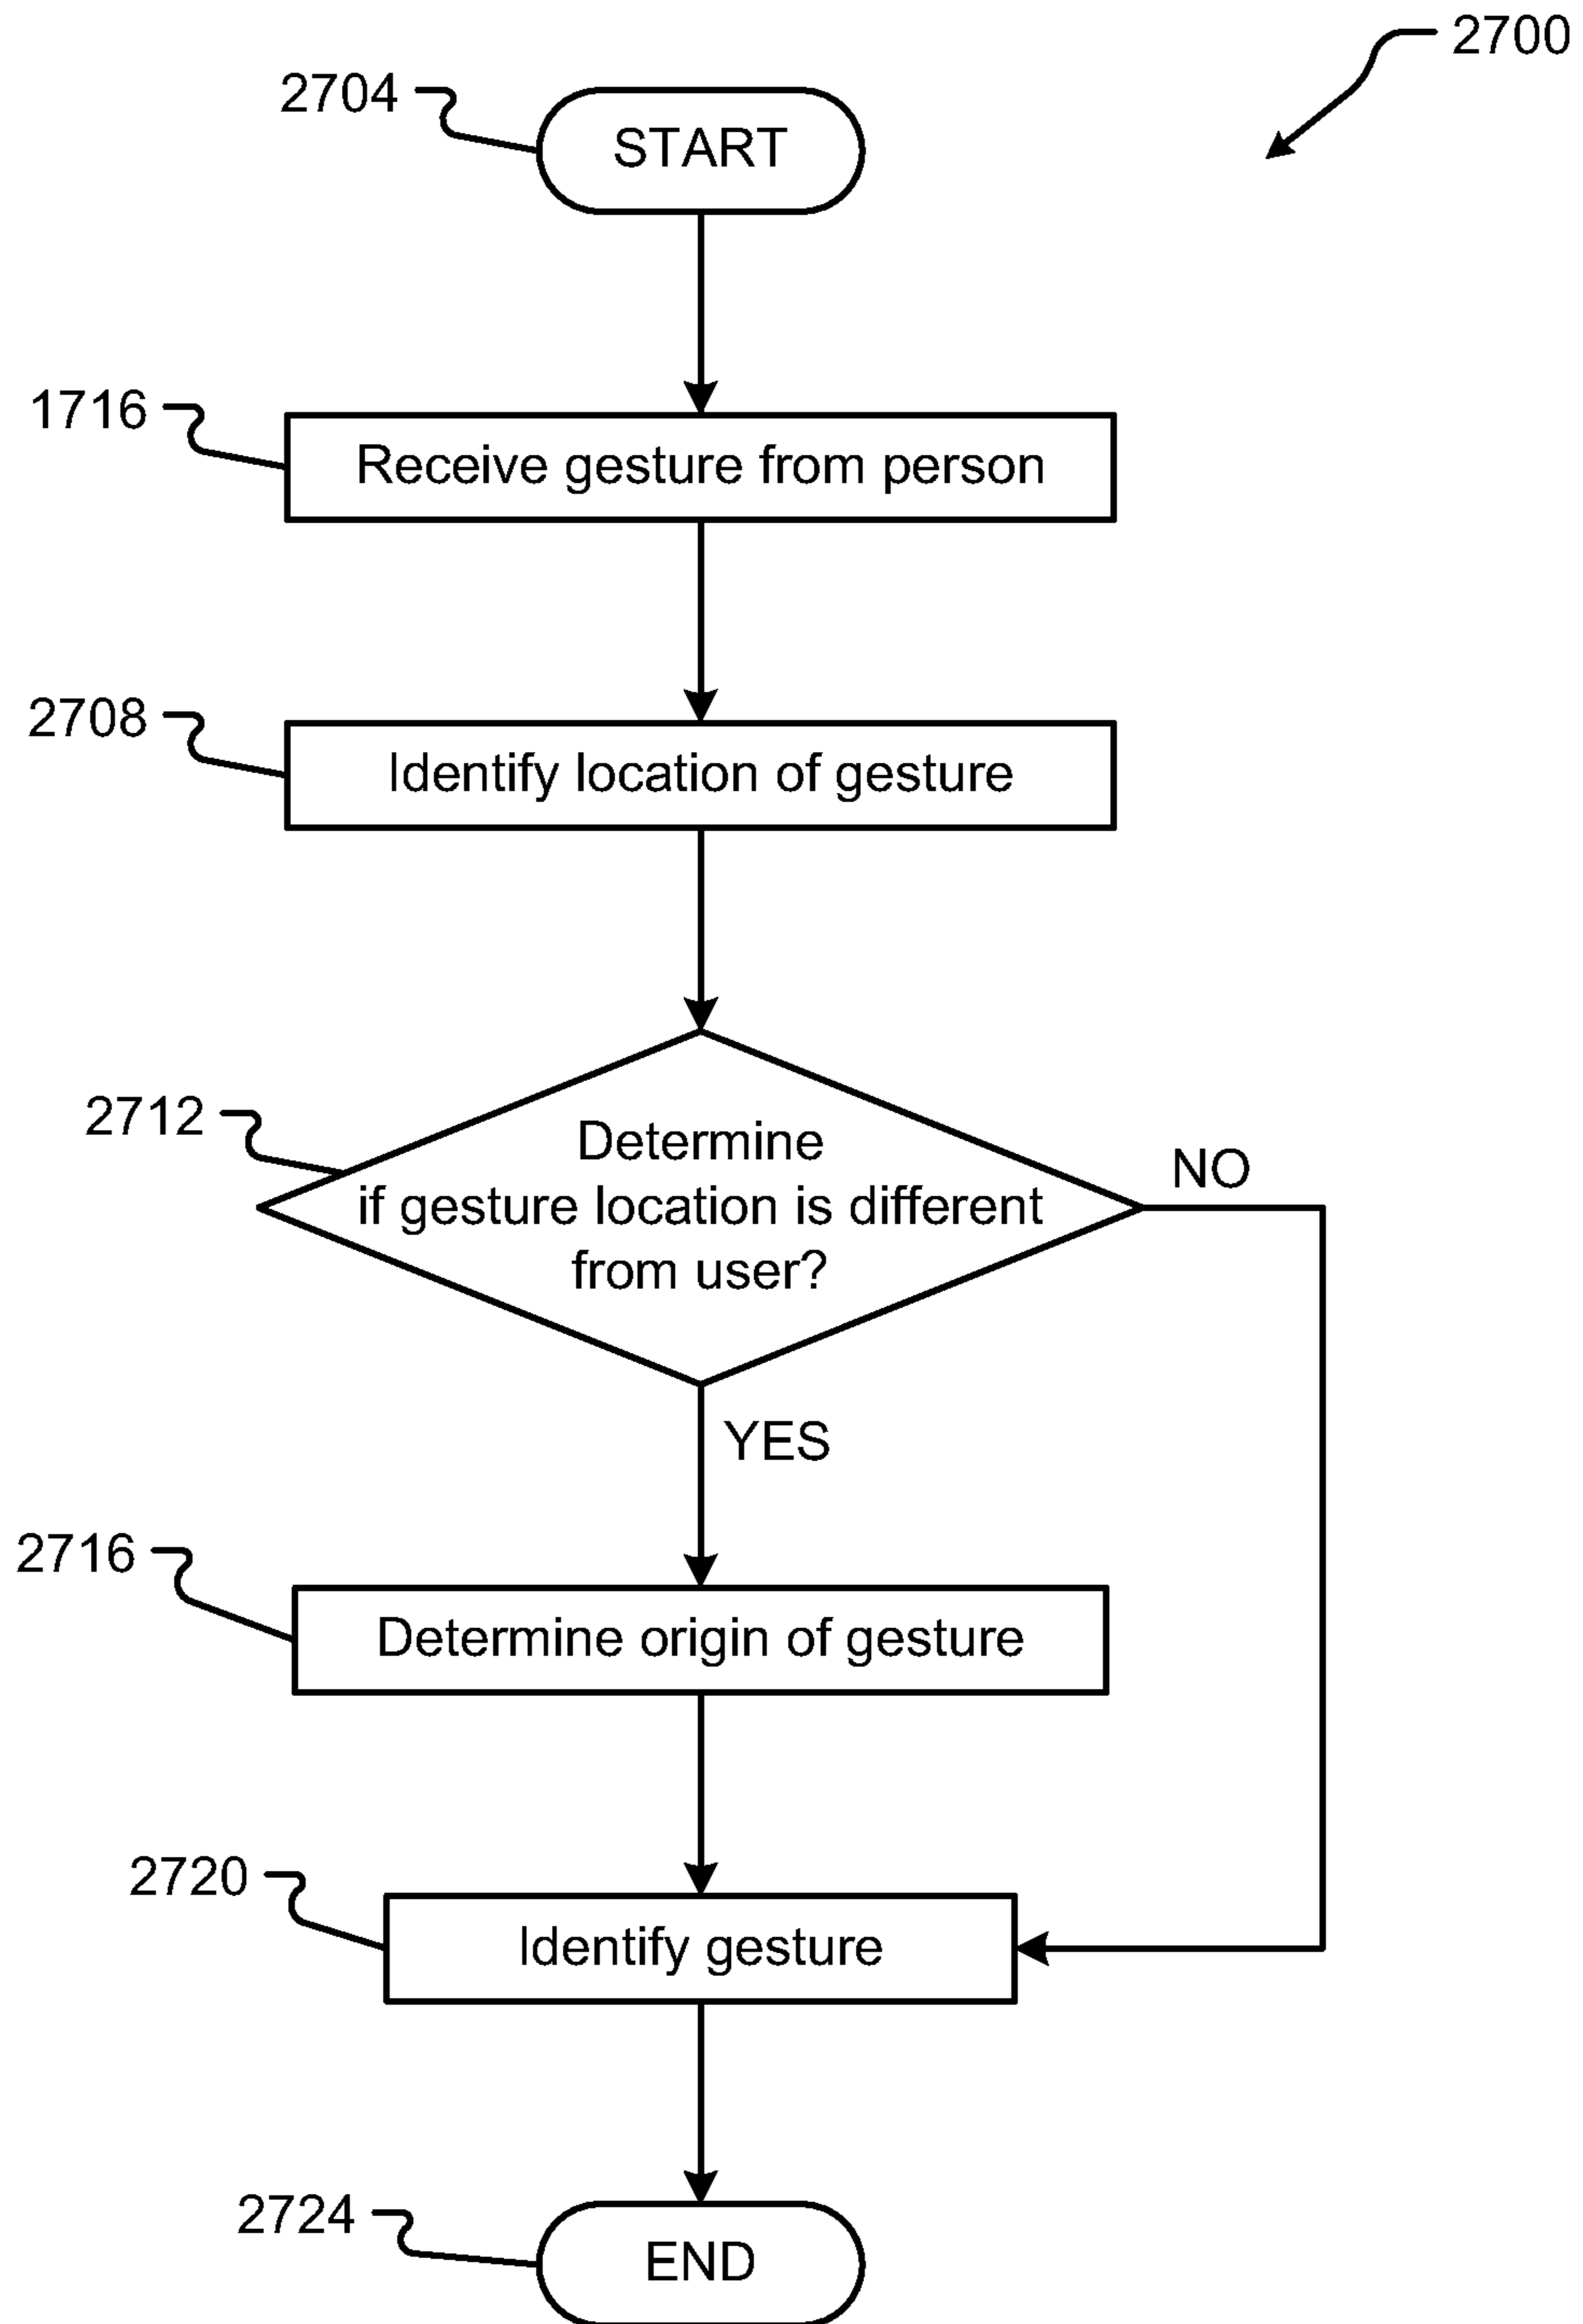 2700
2704
START
1716
Receive gesture from person
2708
Identify location of gesture
2712
Determine
if gesture location is different
from user?
NO
YES
2716
Determine origin of gesture
2720
Identify gesture
2724
END